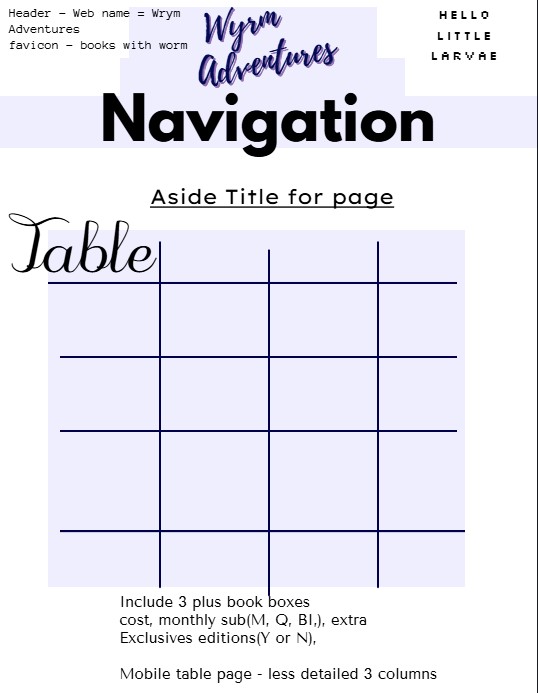 Header – Web name = Wrym
Adventures
favicon – books with worm
Wyrm
Adventures
HELLO
LITTLE
LARVAE
Navigation
Aside Title for page
Table
Include 3 plus book boxes
cost, monthly sub(M, Q, BI,), extra
Exclusives editions(Y or N),
Mobile table page - less detailed 3 columns